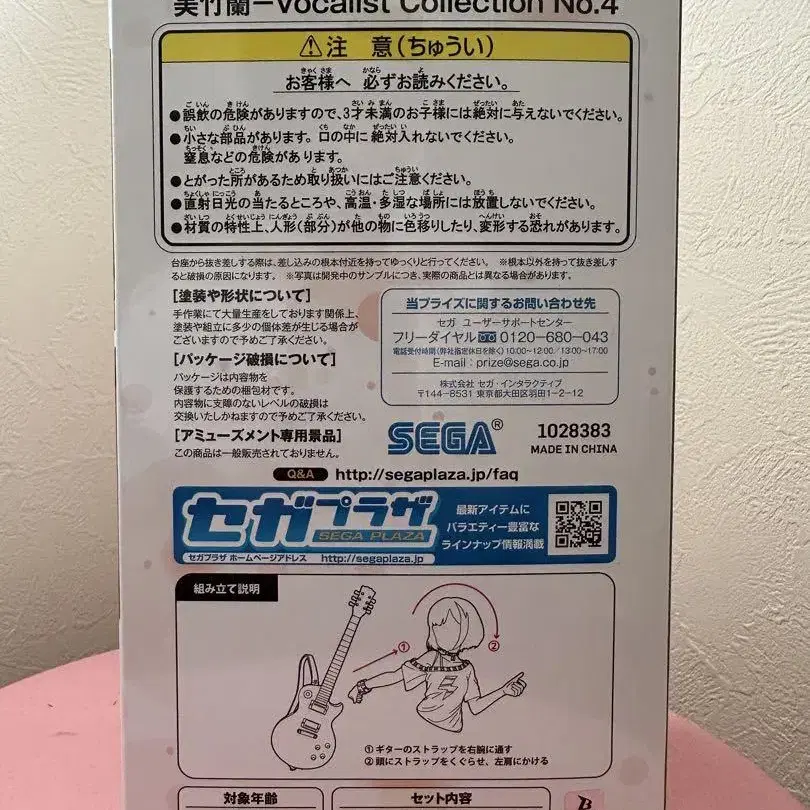 美竹蘭－Vocalist Collection No.4
⚠注　意(ちゅうい)
お客様へ 必ずお読みください。
●誤飲の危険がありますので、3才未満のお子様には絶対に与えないでください。
●小さな部品があります。口の中に絶対入れないでください。
窒息などの危険があります。
●とがった所があるため取り扱いにはご注意ください。
●直射日光の当たるところや、高温・多湿な場所には放置しないでください。
●材質の特性上、人形(部分)が他の物に色移りしたり、変形する恐れがあります。
台座から抜き差しする際は、差し込みの根本付近を持ってゆっくりと行ってください。　※根本以外を持って抜き差しす
ると破損の原因になります。　※写真は開発中のサンプルにつき、実際の商品とは異なる場合があります。
[塗装や形状について]
手作業にて大量生産をしております関係上、
塗装や組立に多少の個体差が生じる場合が
ございますので予めご了承ください。
[パッケージ破損について]
パッケージは内容物を
保護するための梱包材です。
内容物に支障のないレベルの破損は
交換いたしかねますので予めご了承ください。
[アミューズメント専用景品]
この商品は一般販売されておりません。
当プライズに関するお問い合わせ先
セガ ユーザーサポートセンター
フリーダイヤル 0120-680-043
電話受付時間(弊社指定休日を除く) 10:00~12:00／13:00~17:00
E-mail : prize@sega.co.jp
株式会社 セガ・インタラクティブ
〒144-8531 東京都大田区羽田1-2-12
SEGA®
1028383
MADE IN CHINA
Q&A http://segaplaza.jp/faq
セガプラザ
SEGA PLAZA
セガプラザ ホームページアドレス http://segaplaza.jp
最新アイテムに
バラエティー豊富な
ラインナップ情報満載
組み立て説明
①
②
①ギターのストラップを右腕に通す
②頭にストラップをくぐらせ、左肩にかける
対象年齢
セット内容
B